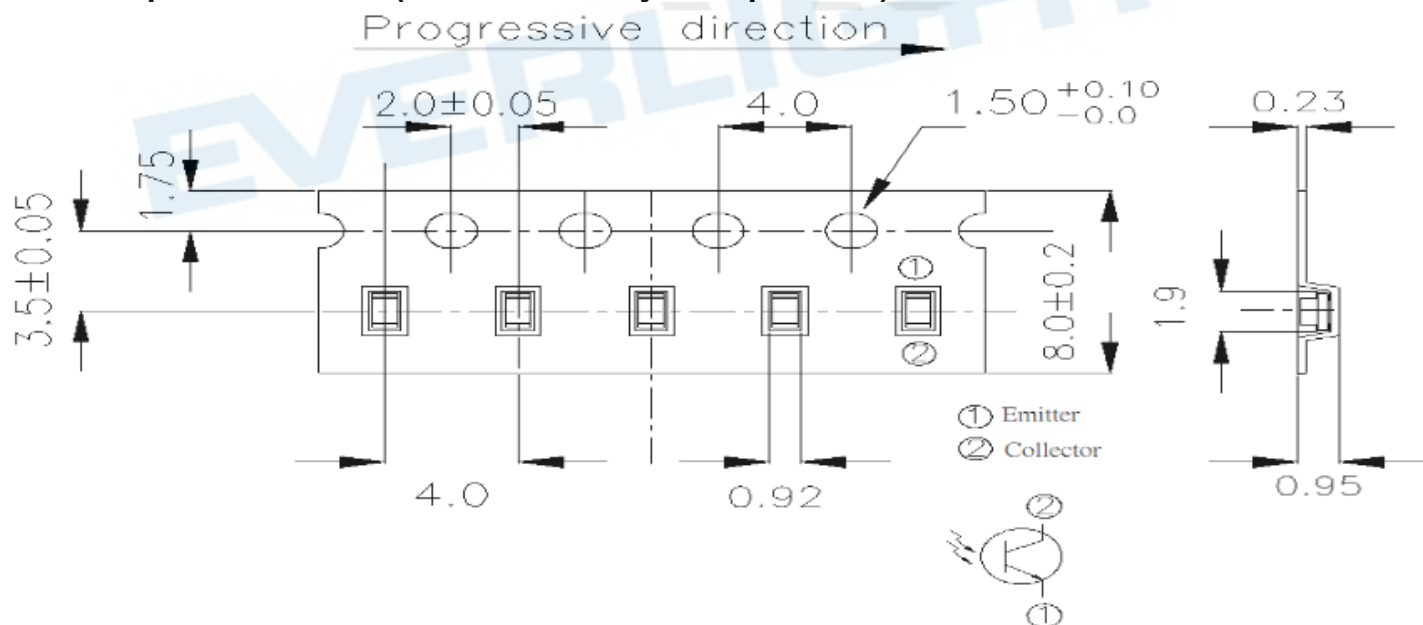 Progressive direction
EVERLIGHT
2.0±0.05
4.0
1.50 +0.10 −0.0
0.23
1.75
3.5±0.05
①
②
8.0±0.2
1.9
① Emitter
② Collector
4.0
0.92
0.95
②
①